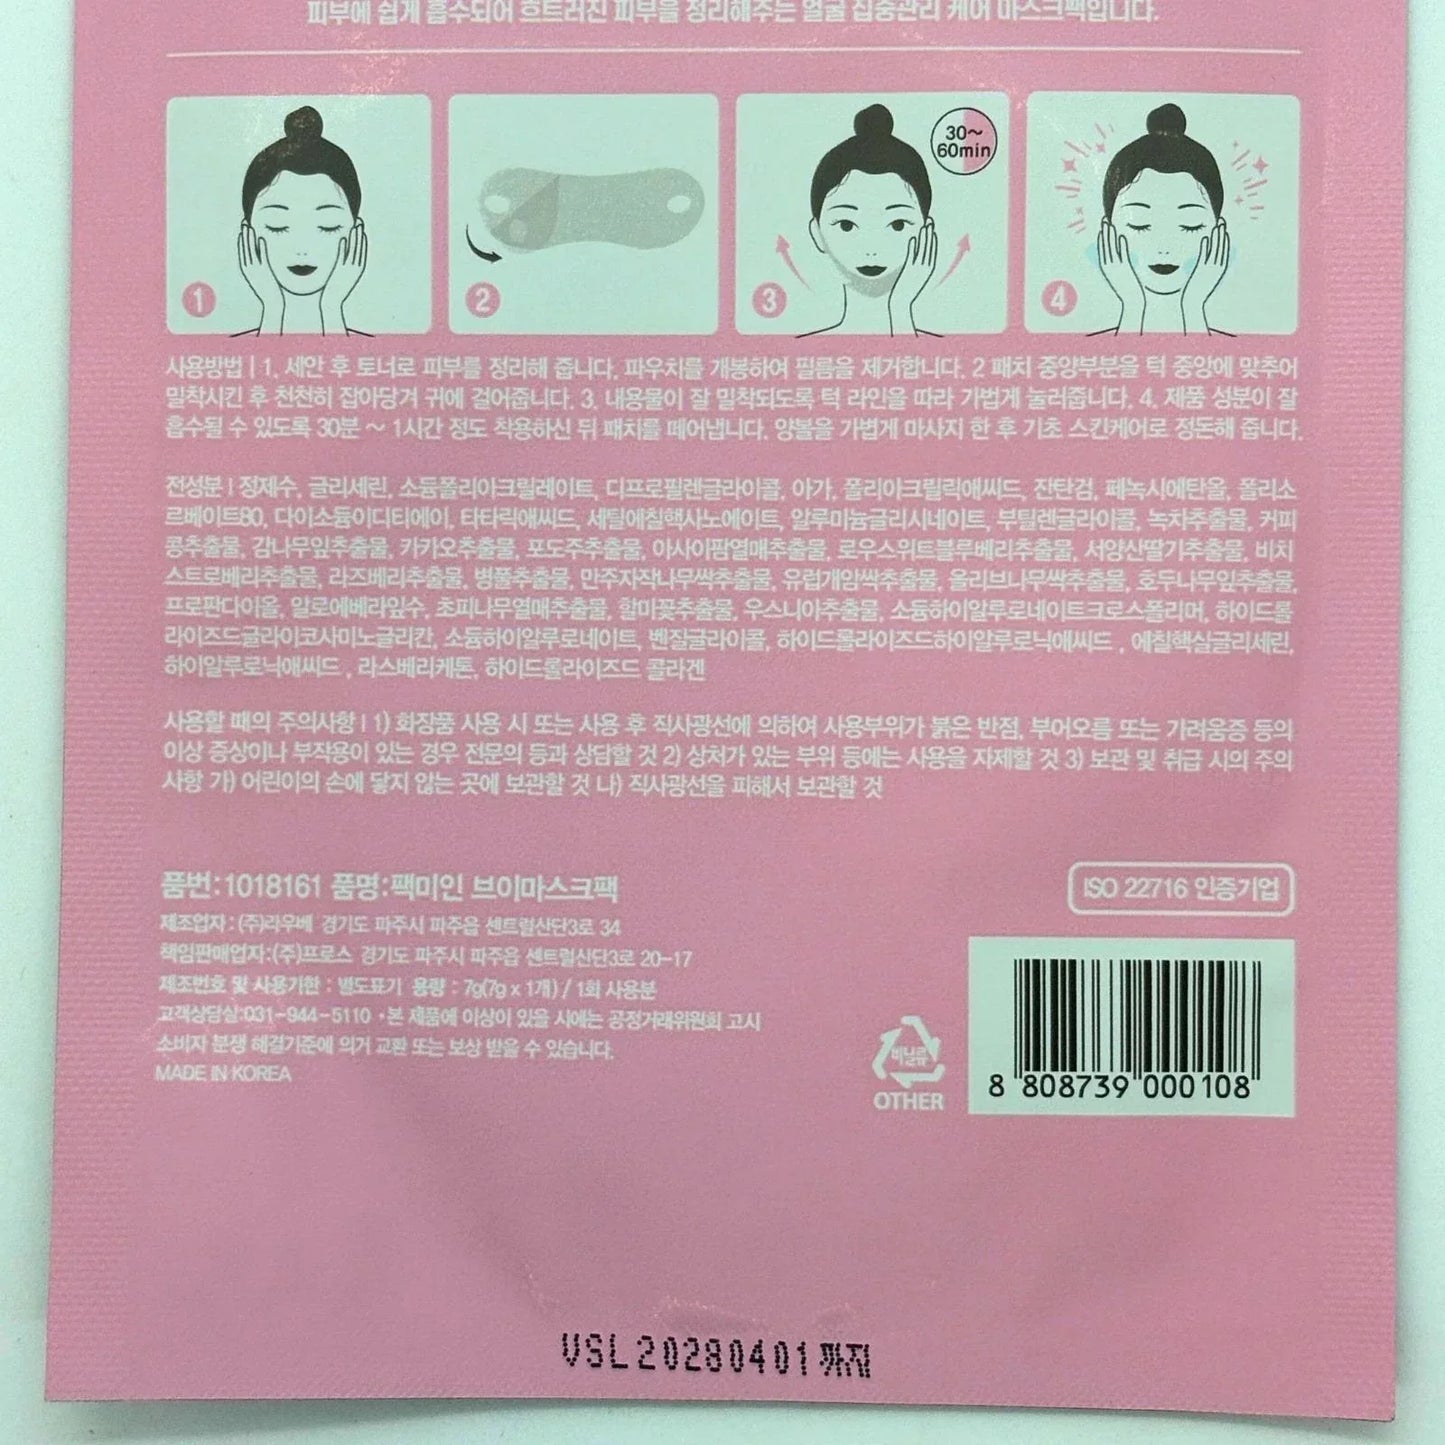 피부에 쉽게 흡수되어 흐트러진 피부을 정리해주는 얼굴 집중관리 케어 마스크팩입니다.
30~
60min
1
2
3
4
사용방법 | 1. 세안 후 토너로 피부를 정리해 줍니다. 파우치를 개봉하여 필름을 제거합니다. 2 패치 중앙부분을 턱 중앙에 맞추어
밀착시킨 후 천천히 잡아당겨 귀에 걸어줍니다. 3. 내용물이 잘 밀착되도록 턱 라인을 따라 가볍게 눌러줍니다. 4. 제품 성분이 잘
흡수될 수 있도록 30분 ~ 1시간 정도 착용하신 뒤 패치를 떼어냅니다. 양볼을 가볍게 마사지 한 후 기초 스킨케어로 정돈해 줍니다.
전성분 | 정제수, 글리세린, 소듐폴리아크릴레이트, 디프로필렌글라이콜, 아가, 폴리아크릴릭애씨드, 잔탄검, 페녹시에탄올, 폴리소
르베이트80, 다이소듐이디티에이, 타타릭애씨드, 세틸에칠헥사노에이트, 알루미늄글리시네이트, 부틸렌글라이콜, 녹차추출물, 커피
콩추출물, 감나무잎추출물, 카카오추출물, 포도주추출물, 아사이팜열매추출물, 로우스위트블루베리추출물, 서양산딸기추출물, 비치
스트로베리추출물, 라즈베리추출물, 병풀추출물, 만주자작나무싹추출물, 유럽개암싹추출물, 올리브나무싹추출물, 호두나무잎추출물,
프로판다이올, 알로에베라잎수, 초피나무열매추출물, 할미꽃추출물, 우스니아추출물, 소듐하이알루로네이트크로스폴리머, 하이드롤
라이즈드글라이코사미노글리칸, 소듐하이알루로네이트, 벤질글라이콜, 하이드롤라이즈드하이알루로닉애씨드 , 에칠헥실글리세린,
하이알루로닉애씨드 , 라스베리케톤, 하이드롤라이즈드 콜라겐
사용할 때의 주의사항 | 1) 화장품 사용 시 또는 사용 후 직사광선에 의하여 사용부위가 붉은 반점, 부어오름 또는 가려움증 등의
이상 증상이나 부작용이 있는 경우 전문의 등과 상담할 것 2) 상처가 있는 부위 등에는 사용을 자제할 것 3) 보관 및 취급 시의 주의
사항 가) 어린이의 손에 닿지 않는 곳에 보관할 것 나) 직사광선을 피해서 보관할 것
품번:1018161 품명:팩미인 브이마스크팩
제조업자 : (주)라우베 경기도 파주시 파주읍 센트럴산단3로 34
책임판매업자:(주)프로스 경기도 파주시 파주읍 센트럴산단3로 20-17
제조번호 및 사용기한 : 별도표기 용량 : 7g(7g x 1개) / 1회 사용분
고객상담실:031-944-5110 •본 제품에 이상이 있을 시에는 공정거래위원회 고시
소비자 분쟁 해결기준에 의거 교환 또는 보상 받을 수 있습니다.
MADE IN KOREA
ISO 22716 인증기업
비닐류
OTHER
8 808739 000108
VSL20280401까지